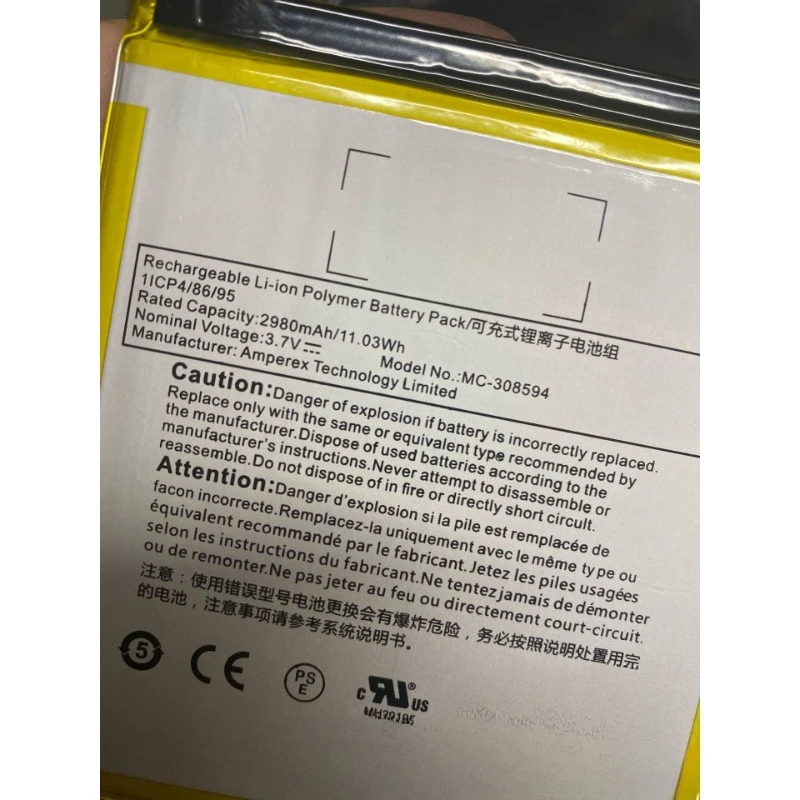 Rechargeable Li-ion Polymer Battery Pack/可充式锂离子电池组
1ICP4/86/95
Rated Capacity:2980mAh/11.03Wh
Nominal Voltage:3.7V⎓ Model No.:MC-308594
Manufacturer: Amperex Technology Limited
Caution:Danger of explosion if battery is incorrectly replaced.
Replace only with the same or equivalent type recommended by
the manufacturer.Dispose of used batteries according to the
manufacturer's instructions.Never attempt to disassemble or
reassemble.Do not dispose of in fire or directly short circuit.
Attention:Danger d'explosion si la pile est remplacée de
facon incorrecte.Remplacez-la uniquement avec le même type ou
équivalent recommandé par le fabricant.Jetez les piles usagées
selon les instructions du fabricant.Ne tentez jamais de démonter
ou de remonter.Ne pas jeter au feu ou directement court-circuit.
注意：使用错误型号电池更换会有爆炸危险，务必按照说明处置用完
的电池，注意事项请参考系统说明书。
5 CE PS E c RU® US